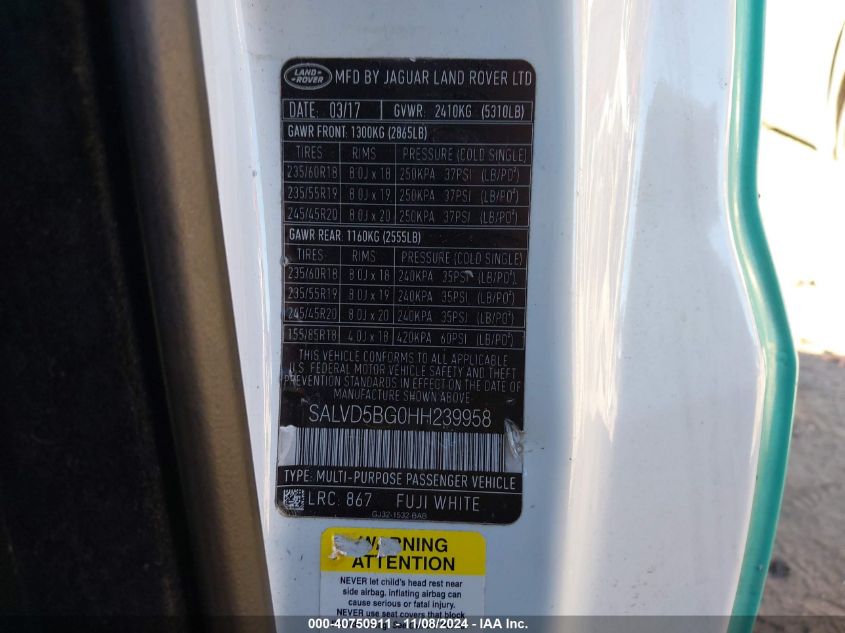 LAND ROVER
MFD BY JAGUAR LAND ROVER LTD
DATE: 03/17 GVWR: 2410KG (5310LB)
GAWR FRONT: 1300KG (2865LB)
TIRES RIMS PRESSURE (COLD SINGLE)
235/60R18 8.0J x 18 250KPA 37PSI (LB/PO²)
235/55R19 8.0J x 19 250KPA 37PSI (LB/PO²)
245/45R20 8.0J x 20 250KPA 37PSI (LB/PO²)
GAWR REAR: 1160KG (2555LB)
TIRES RIMS PRESSURE (COLD SINGLE)
235/60R18 8.0J x 18 240KPA 35PSI (LB/PO²)
235/55R19 8.0J x 19 240KPA 35PSI (LB/PO²)
245/45R20 8.0J x 20 240KPA 35PSI (LB/PO²)
155/85R18 4.0J x 18 420KPA 60PSI (LB/PO²)
THIS VEHICLE CONFORMS TO ALL APPLICABLE
U.S. FEDERAL MOTOR VEHICLE SAFETY AND THEFT
PREVENTION STANDARDS IN EFFECT ON THE DATE OF
MANUFACTURE SHOWN ABOVE
SALVD5BG0HH239958
TYPE: MULTI-PURPOSE PASSENGER VEHICLE
LRC: 867 FUJI WHITE
GJ32-1532-BAB
WARNING
ATTENTION
NEVER let child's head rest near
side airbag, inflating airbag can
cause serious or fatal injury.
NEVER use seat covers that block
000-40750911 - 11/08/2024 - IAA Inc.